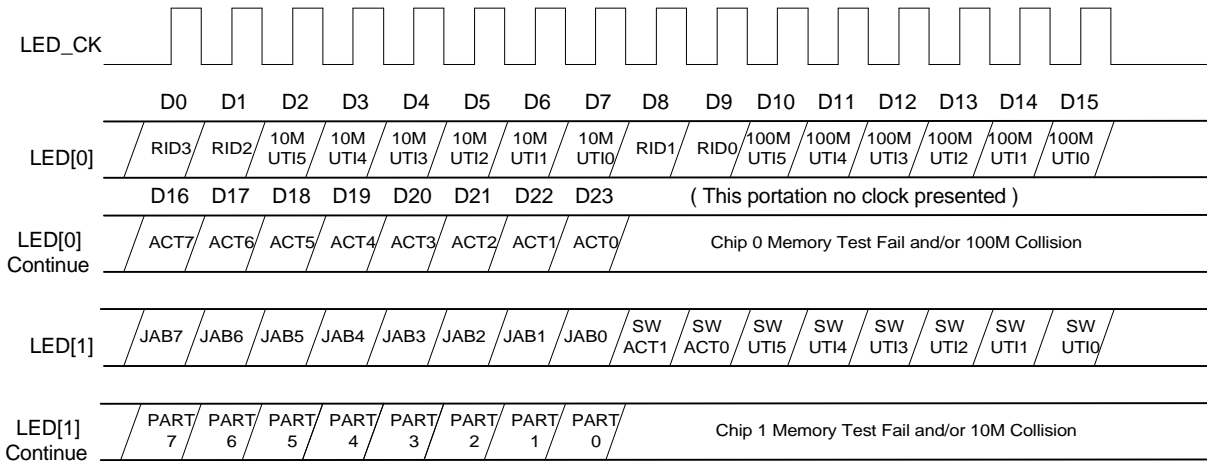 LED_CK
D0 D1 D2 D3 D4 D5 D6 D7 D8 D9 D10 D11 D12 D13 D14 D15
LED[0] RID3 RID2 10M UTI5 10M UTI4 10M UTI3 10M UTI2 10M UTI1 10M UTI0 RID1 RID0 100M UTI5 100M UTI4 100M UTI3 100M UTI2 100M UTI1 100M UTI0
D16 D17 D18 D19 D20 D21 D22 D23 ( This portation no clock presented )
LED[0] Continue ACT7 ACT6 ACT5 ACT4 ACT3 ACT2 ACT1 ACT0 Chip 0 Memory Test Fail and/or 100M Collision
LED[1] JAB7 JAB6 JAB5 JAB4 JAB3 JAB2 JAB1 JAB0 SW ACT1 SW ACT0 SW UTI5 SW UTI4 SW UTI3 SW UTI2 SW UTI1 SW UTI0
LED[1] Continue PART 7 PART 6 PART 5 PART 4 PART 3 PART 2 PART 1 PART 0 Chip 1 Memory Test Fail and/or 10M Collision